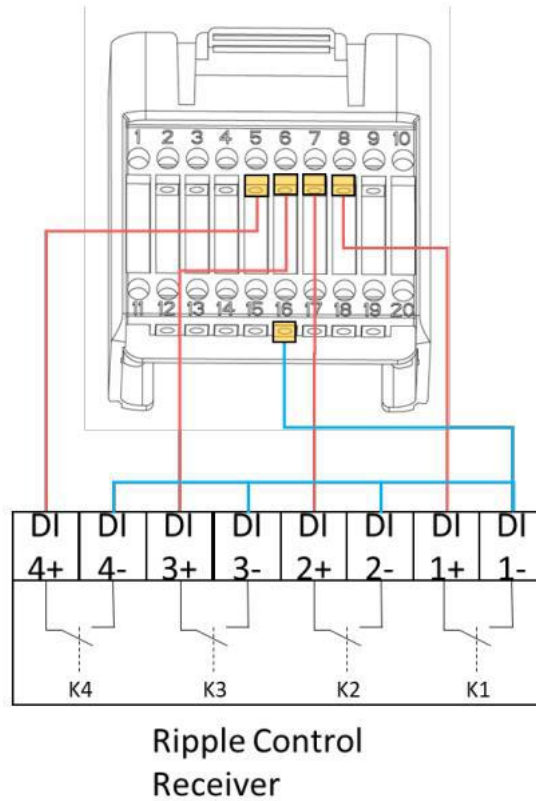 1 2 3 4 5 6 7 8 9 10
11 12 13 14 15 16 17 18 19 20
DI DI DI DI DI DI DI DI
4+ 4- 3+ 3- 2+ 2- 1+ 1-
K4 K3 K2 K1
Ripple Control
Receiver